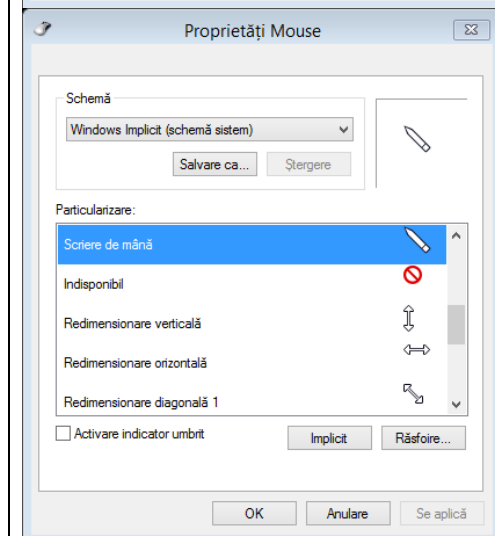 Proprietăți Mouse
Schemă
Windows Implicit (schemă sistem)
Salvare ca... Ștergere
Particularizare:
Scriere de mână
Indisponibil
Redimensionare verticală
Redimensionare orizontală
Redimensionare diagonală 1
Activare indicator umbrit
Implicit Răsfoire...
OK Anulare Se aplică